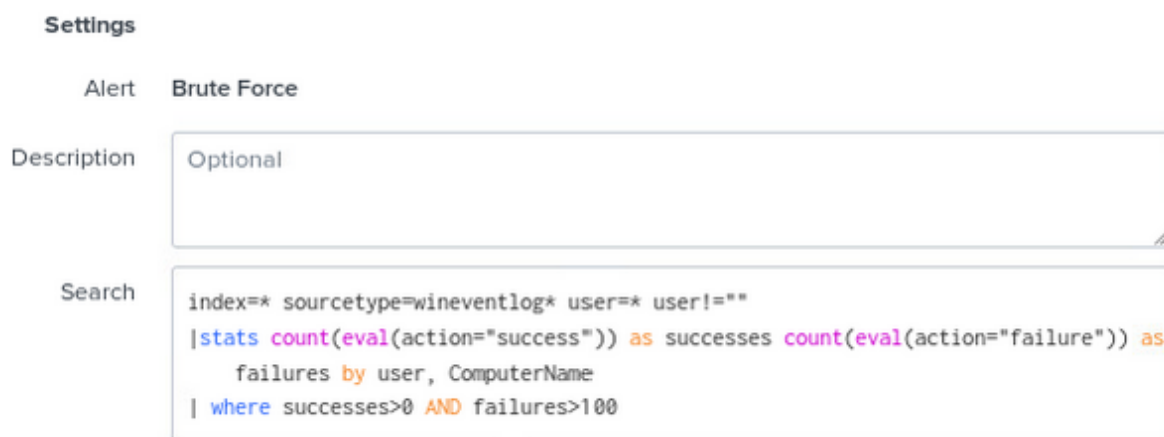 Settings
Alert Brute Force
Description Optional
Search
index=* sourcetype=wineventlog* user=* user!=""
|stats count(eval(action="success")) as successes count(eval(action="failure")) as
failures by user, ComputerName
| where successes>0 AND failures>100